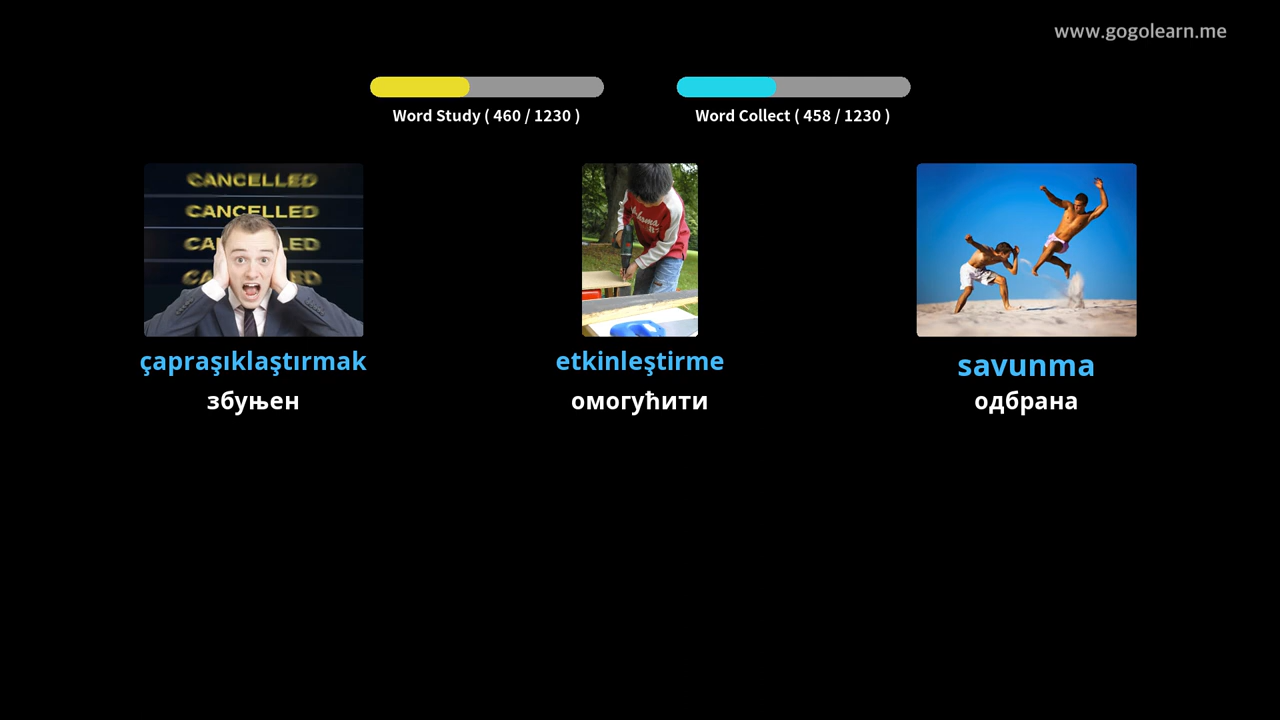 www.gogolearn.me
Word Study ( 460 / 1230 )
Word Collect ( 458 / 1230 )
CANCELLED
CANCELLED
çapraşıklaştırmak
etkinleştirme
savunma
збуњен
омогућити
одбрана